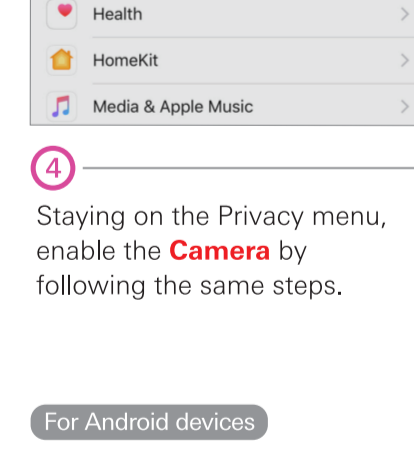 Health
HomeKit
Media & Apple Music
4
Staying on the Privacy menu,
enable the Camera by
following the same steps.
For Android devices